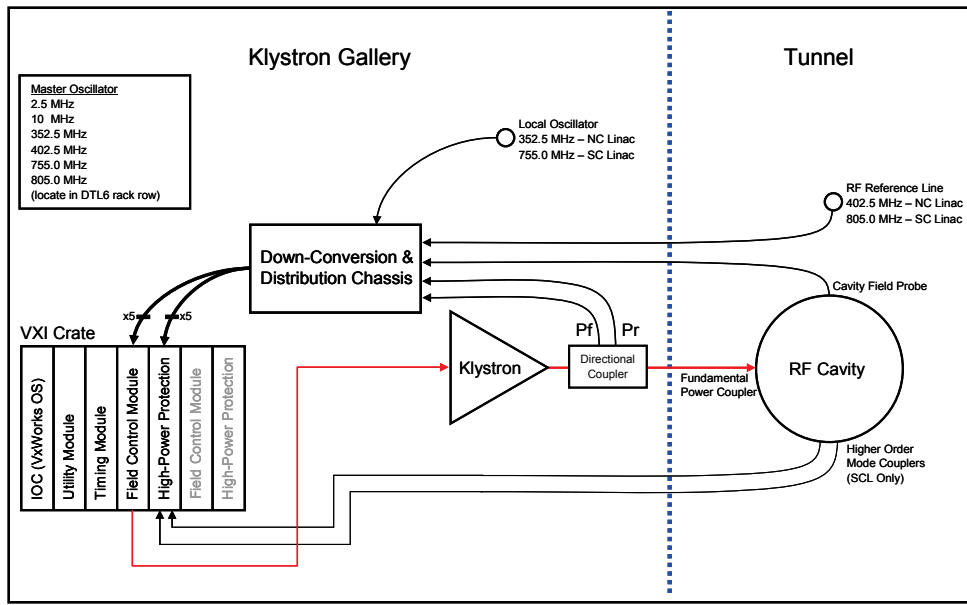 Klystron Gallery
Tunnel
Master Oscillator
2.5 MHz
10 MHz
352.5 MHz
402.5 MHz
755.0 MHz
805.0 MHz
(locate in DTL6 rack row)
Local Oscillator
352.5 MHz – NC Linac
755.0 MHz – SC Linac
RF Reference Line
402.5 MHz – NC Linac
805.0 MHz – SC Linac
Down-Conversion &
Distribution Chassis
Cavity Field Probe
x5
x5
VXI Crate
Pf
Pr
Klystron
Directional
Coupler
Fundamental
Power Coupler
RF Cavity
IOC (VxWorks OS)
Utility Module
Timing Module
Field Control Module
High-Power Protection
Field Control Module
High-Power Protection
Higher Order
Mode Couplers
(SCL Only)